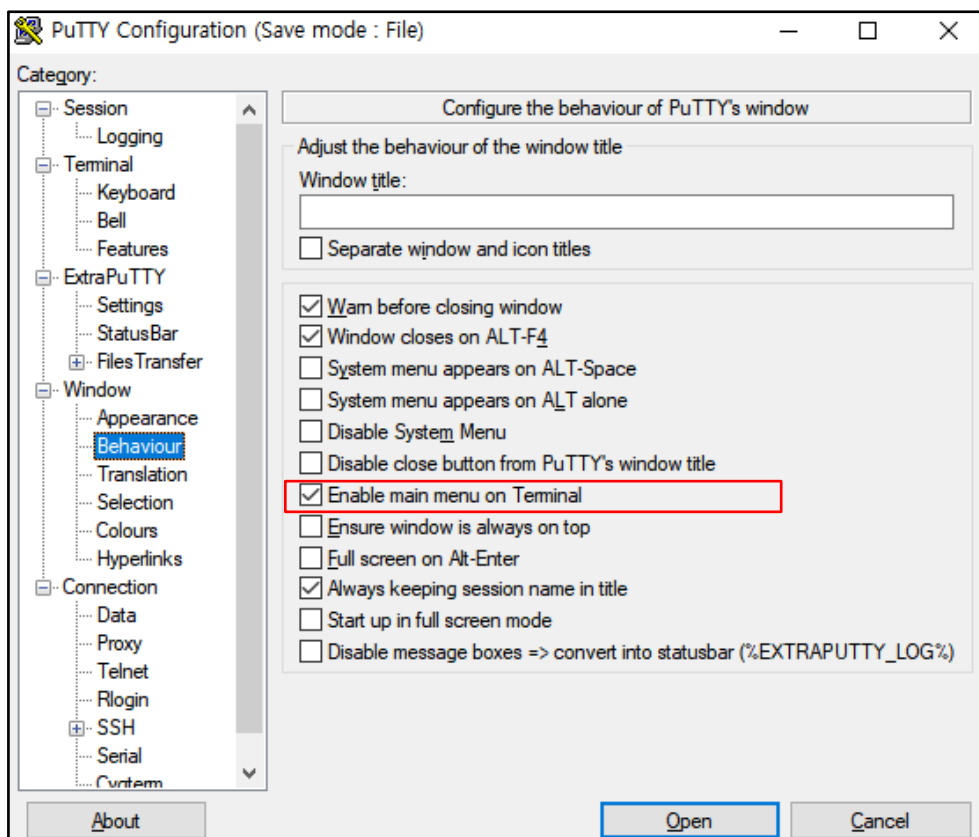 PuTTY Configuration (Save mode : File)
Category:
Session
Logging
Terminal
Keyboard
Bell
Features
ExtraPuTTY
Settings
StatusBar
FilesTransfer
Window
Appearance
Behaviour
Translation
Selection
Colours
Hyperlinks
Connection
Data
Proxy
Telnet
Rlogin
SSH
Serial
Cygterm
Configure the behaviour of PuTTY's window
Adjust the behaviour of the window title
Window title:
Separate window and icon titles
Warn before closing window
Window closes on ALT-F4
System menu appears on ALT-Space
System menu appears on ALT alone
Disable System Menu
Disable close button from PuTTY's window title
Enable main menu on Terminal
Ensure window is always on top
Full screen on Alt-Enter
Always keeping session name in title
Start up in full screen mode
Disable message boxes => convert into statusbar (%EXTRAPUTTY_LOG%)
About
Open
Cancel